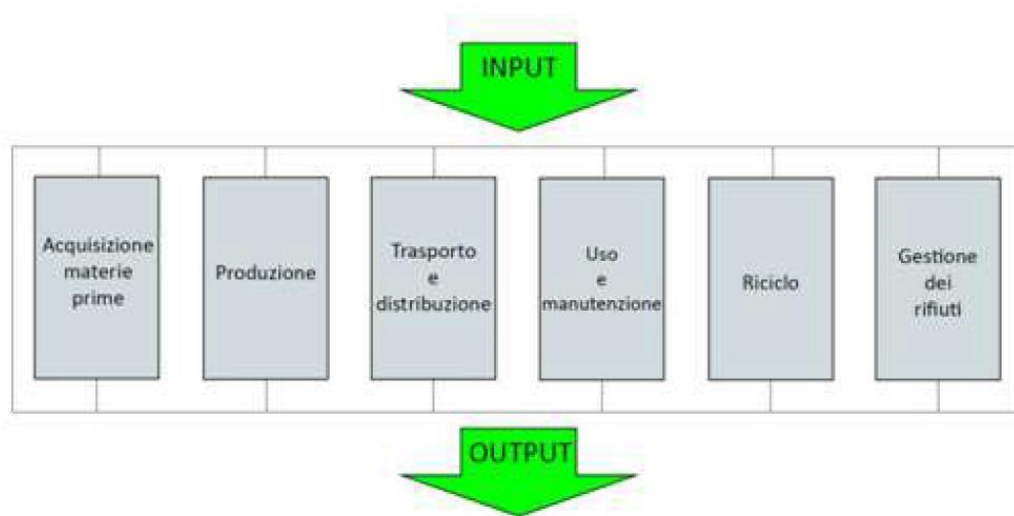 INPUT
Acquisizione
materie
prime
Produzione
Trasporto
e
distribuzione
Uso
e
manutenzione
Riciclo
Gestione
dei
rifiuti
OUTPUT